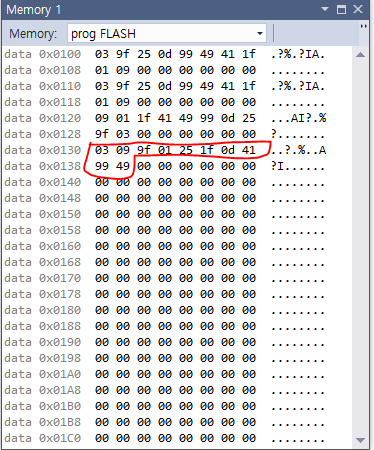 Memory 1
Memory: prog FLASH
data 0x0100 03 9f 25 0d 99 49 41 1f .?%.?IA.
data 0x0108 01 09 00 00 00 00 00 00 ........
data 0x0110 03 9f 25 0d 99 49 41 1f .?%.?IA.
data 0x0118 01 09 00 00 00 00 00 00 ........
data 0x0120 09 01 1f 41 49 99 0d 25 ...AI?.%
data 0x0128 9f 03 00 00 00 00 00 00 ?.......
data 0x0130 03 09 9f 01 25 1f 0d 41 ..?.%..A
data 0x0138 99 49 00 00 00 00 00 00 ?I......
data 0x0140 00 00 00 00 00 00 00 00 ........
data 0x0148 00 00 00 00 00 00 00 00 ........
data 0x0150 00 00 00 00 00 00 00 00 ........
data 0x0158 00 00 00 00 00 00 00 00 ........
data 0x0160 00 00 00 00 00 00 00 00 ........
data 0x0168 00 00 00 00 00 00 00 00 ........
data 0x0170 00 00 00 00 00 00 00 00 ........
data 0x0178 00 00 00 00 00 00 00 00 ........
data 0x0180 00 00 00 00 00 00 00 00 ........
data 0x0188 00 00 00 00 00 00 00 00 ........
data 0x0190 00 00 00 00 00 00 00 00 ........
data 0x0198 00 00 00 00 00 00 00 00 ........
data 0x01A0 00 00 00 00 00 00 00 00 ........
data 0x01A8 00 00 00 00 00 00 00 00 ........
data 0x01B0 00 00 00 00 00 00 00 00 ........
data 0x01B8 00 00 00 00 00 00 00 00 ........
data 0x01C0 00 00 00 00 00 00 00 00 ........